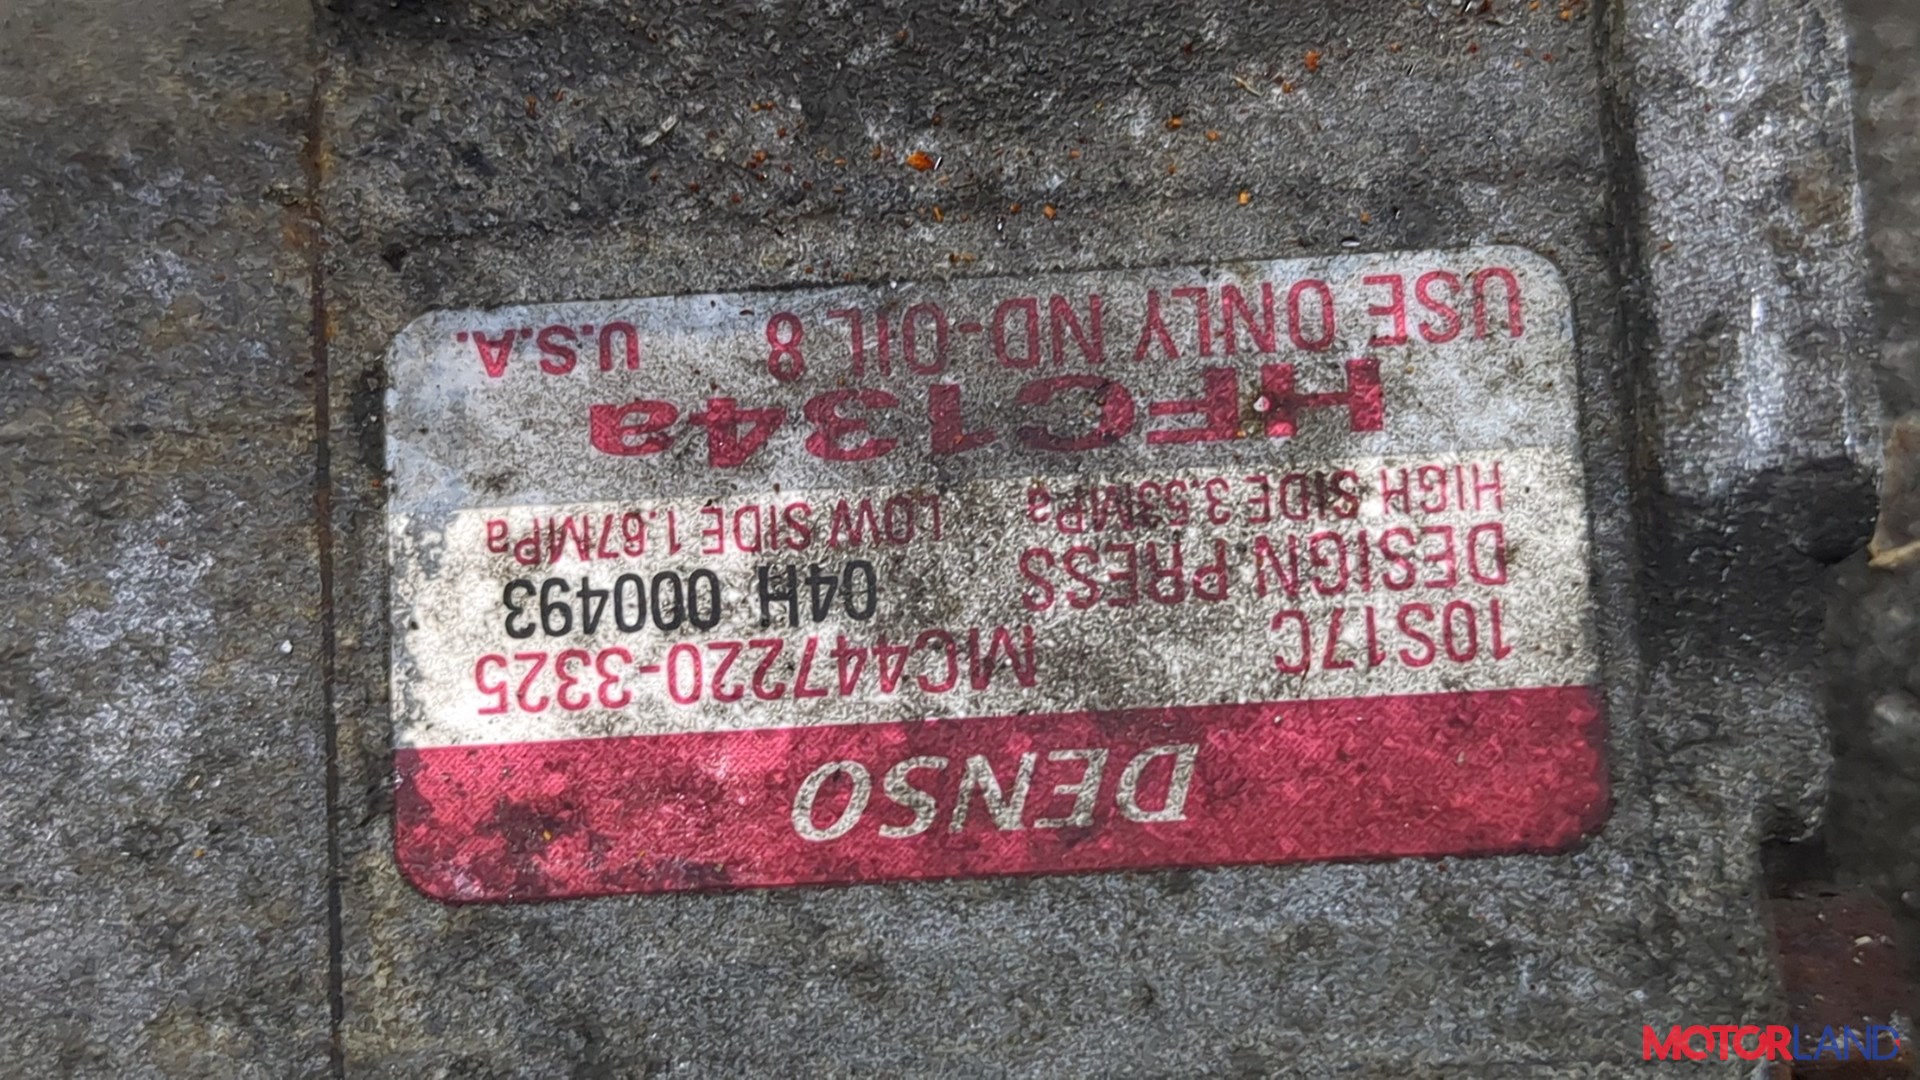 DENSO
10S17C MC447220-3325
DESIGN PRESS 04H 000493
HIGH SIDE 3.53MPa LOW SIDE 1.67MPa
HFC134a
USE ONLY ND-OIL 8 U.S.A.
MOTORLAND